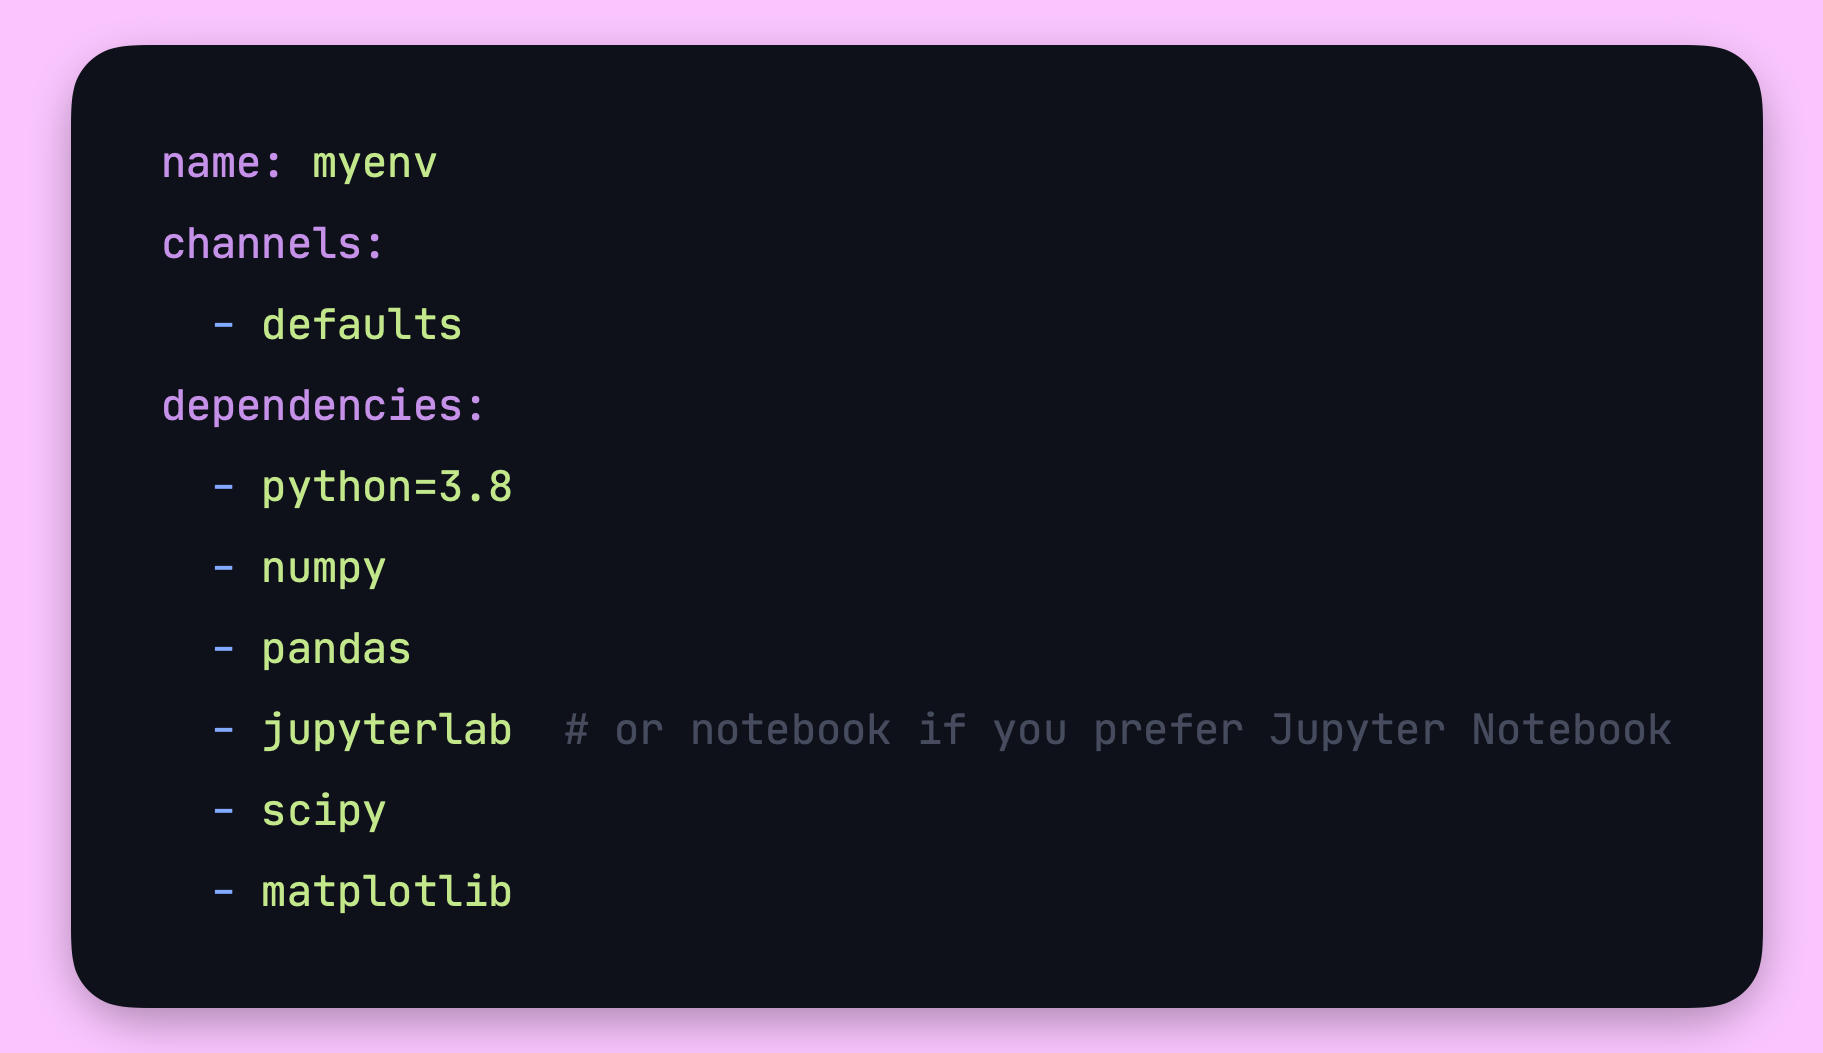 name: myenv
channels:
  - defaults
dependencies:
  - python=3.8
  - numpy
  - pandas
  - jupyterlab  # or notebook if you prefer Jupyter Notebook
  - scipy
  - matplotlib